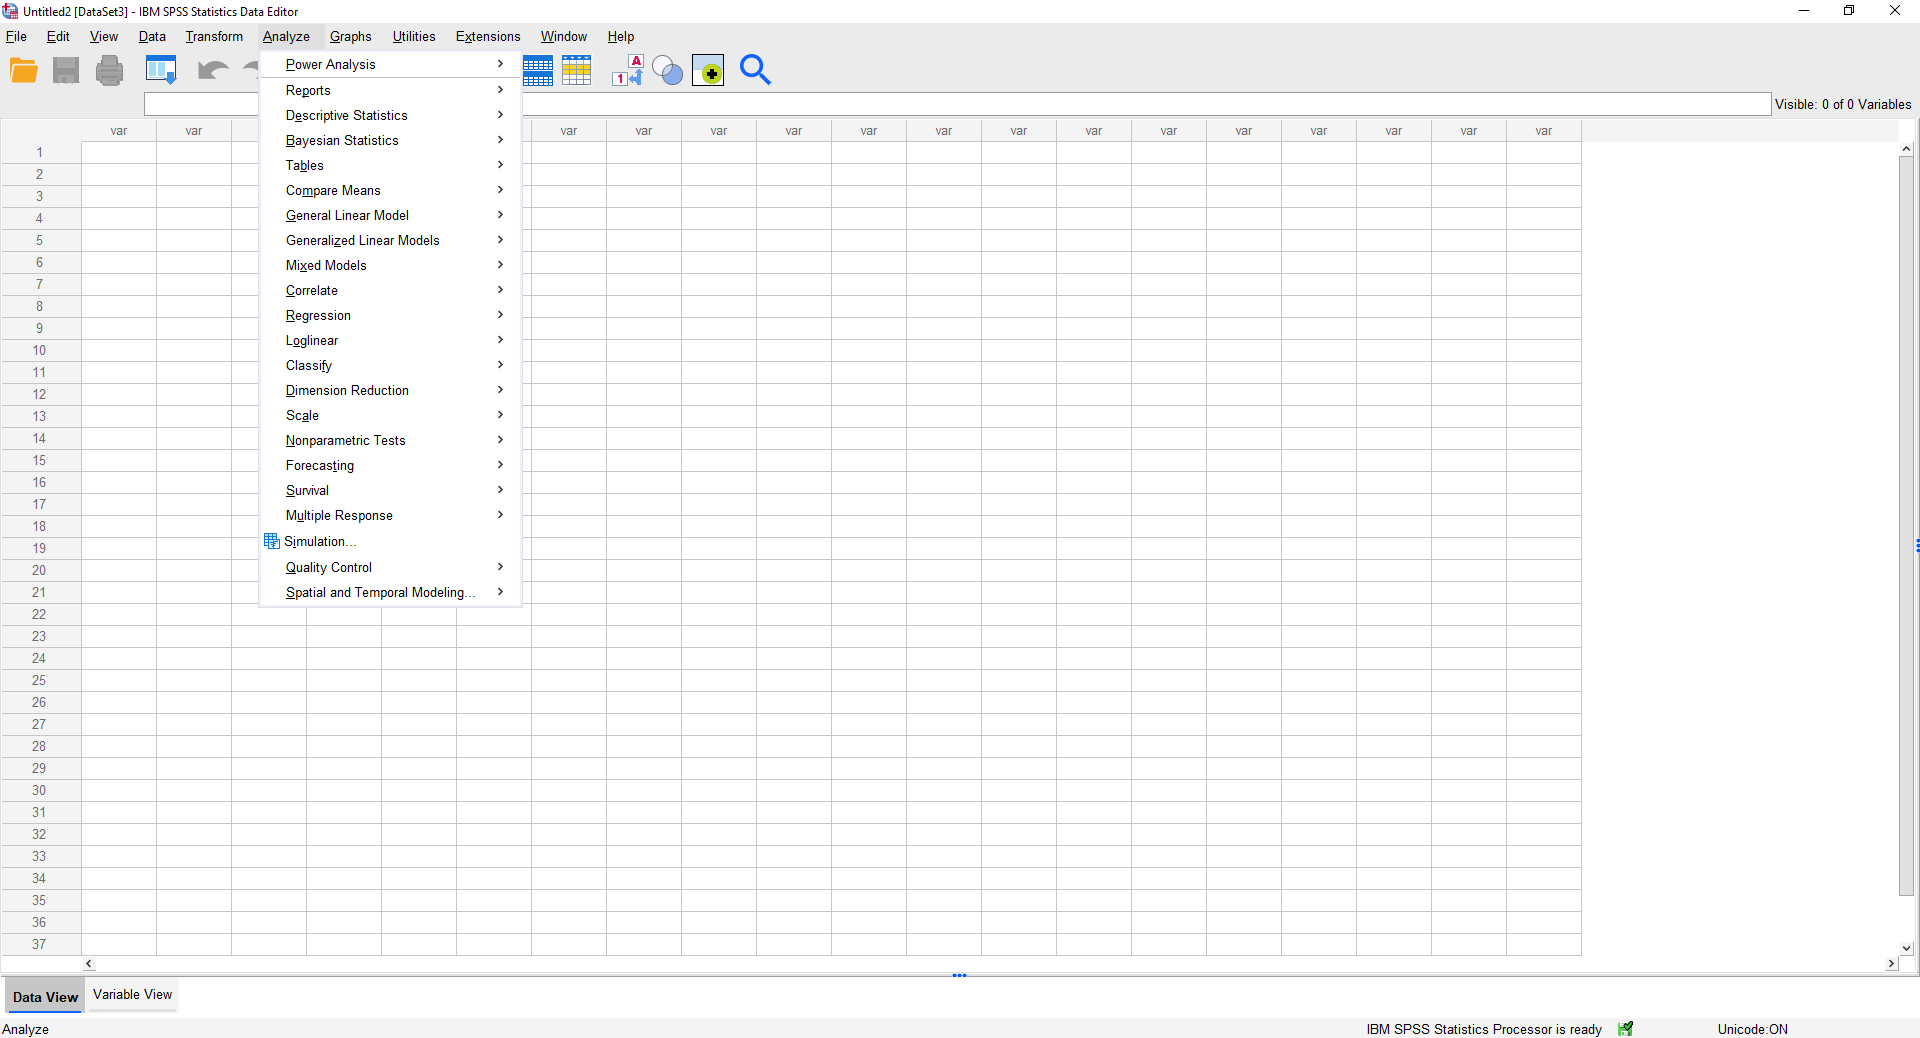 Untitled2 [DataSet3] - IBM SPSS Statistics Data Editor
File Edit View Data Transform Analyze Graphs Utilities Extensions Window Help
Power Analysis
A
1
Reports
Visible: 0 of 0 Variables
Descriptive Statistics
var var var var var var var var var var var var var var var var
Bayesian Statistics
1
Tables
2
Compare Means
3
General Linear Model
4
Generalized Linear Models
5
Mixed Models
6
7
Correlate
8
Regression
9
Loglinear
10
Classify
11
Dimension Reduction
12
Scale
13
Nonparametric Tests
14
Forecasting
15
Survival
16
17
Multiple Response
18
Simulation...
19
Quality Control
20
Spatial and Temporal Modeling...
21
22
23
24
25
26
27
28
29
30
31
32
33
34
35
36
37
Data View Variable View
Analyze IBM SPSS Statistics Processor is ready Unicode:ON